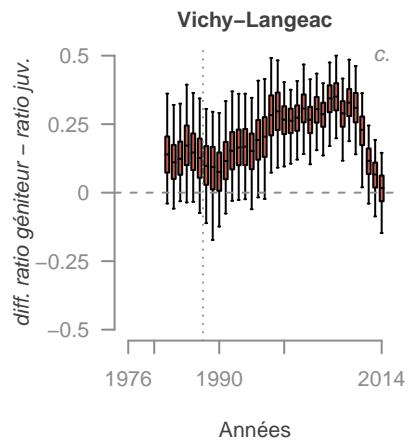 Vichy−Langeac
c.
diff. ratio géniteur − ratio juv.
0.5
0.25
0
−0.25
−0.5
1976 1990 2014
Années